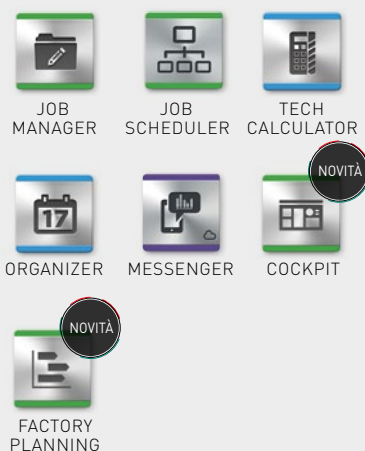 JOB
MANAGER
JOB
SCHEDULER
TECH
CALCULATOR
NOVITÀ
17
ORGANIZER
MESSENGER
COCKPIT
NOVITÀ
FACTORY
PLANNING